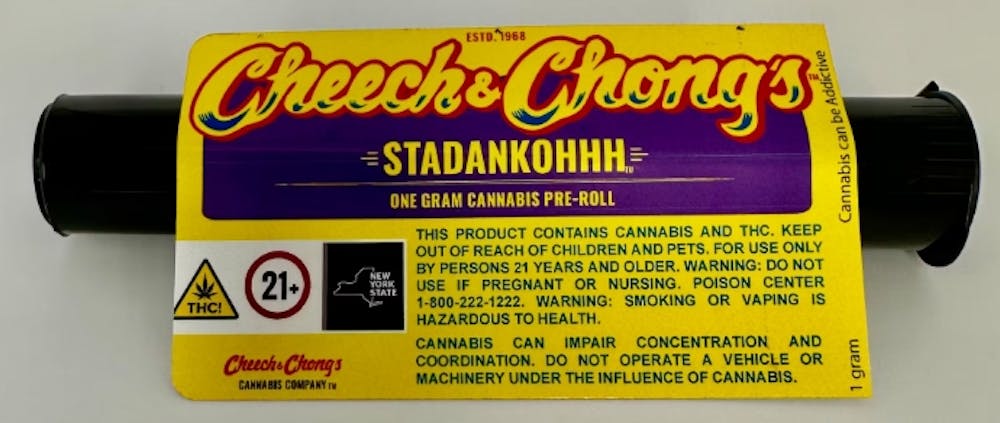 ESTD. 1968
Cheech & Chong's TM
STADANKOHHH TM
ONE GRAM CANNABIS PRE-ROLL
THIS PRODUCT CONTAINS CANNABIS AND THC. KEEP
OUT OF REACH OF CHILDREN AND PETS. FOR USE ONLY
BY PERSONS 21 YEARS AND OLDER. WARNING: DO NOT
USE IF PREGNANT OR NURSING. POISON CENTER
1-800-222-1222. WARNING: SMOKING OR VAPING IS
HAZARDOUS TO HEALTH.
CANNABIS CAN IMPAIR CONCENTRATION AND
COORDINATION. DO NOT OPERATE A VEHICLE OR
MACHINERY UNDER THE INFLUENCE OF CANNABIS.
THC!
21+
NEW
YORK
STATE
Cheech & Chong's
CANNABIS COMPANY TM
Cannabis can be Addictive
1 gram